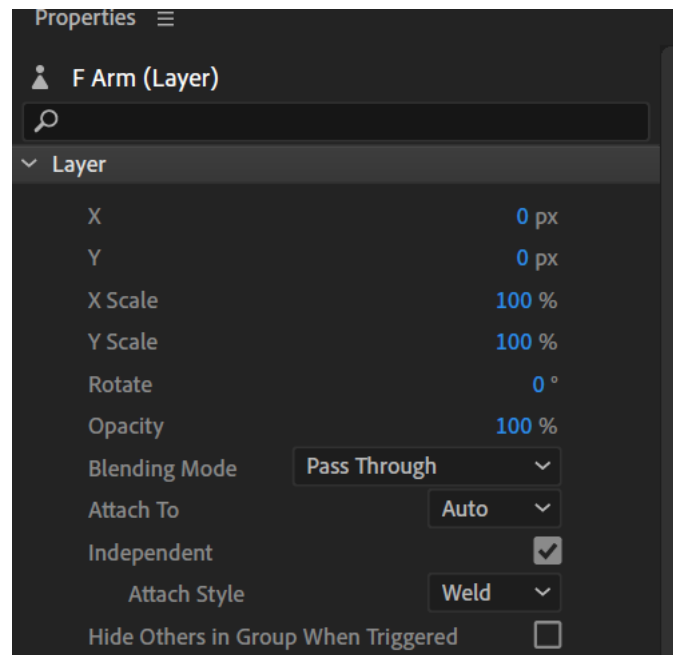 Properties
F Arm (Layer)
Layer
X 0 px
Y 0 px
X Scale 100 %
Y Scale 100 %
Rotate 0 °
Opacity 100 %
Blending Mode Pass Through
Attach To Auto
Independent
Attach Style Weld
Hide Others in Group When Triggered